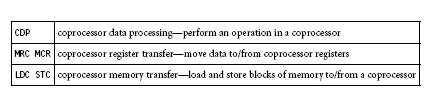 CDP coprocessor data processing—perform an operation in a coprocessor
MRC MCR coprocessor register transfer—move data to/from coprocessor registers
LDC STC coprocessor memory transfer—load and store blocks of memory to/from a coprocessor